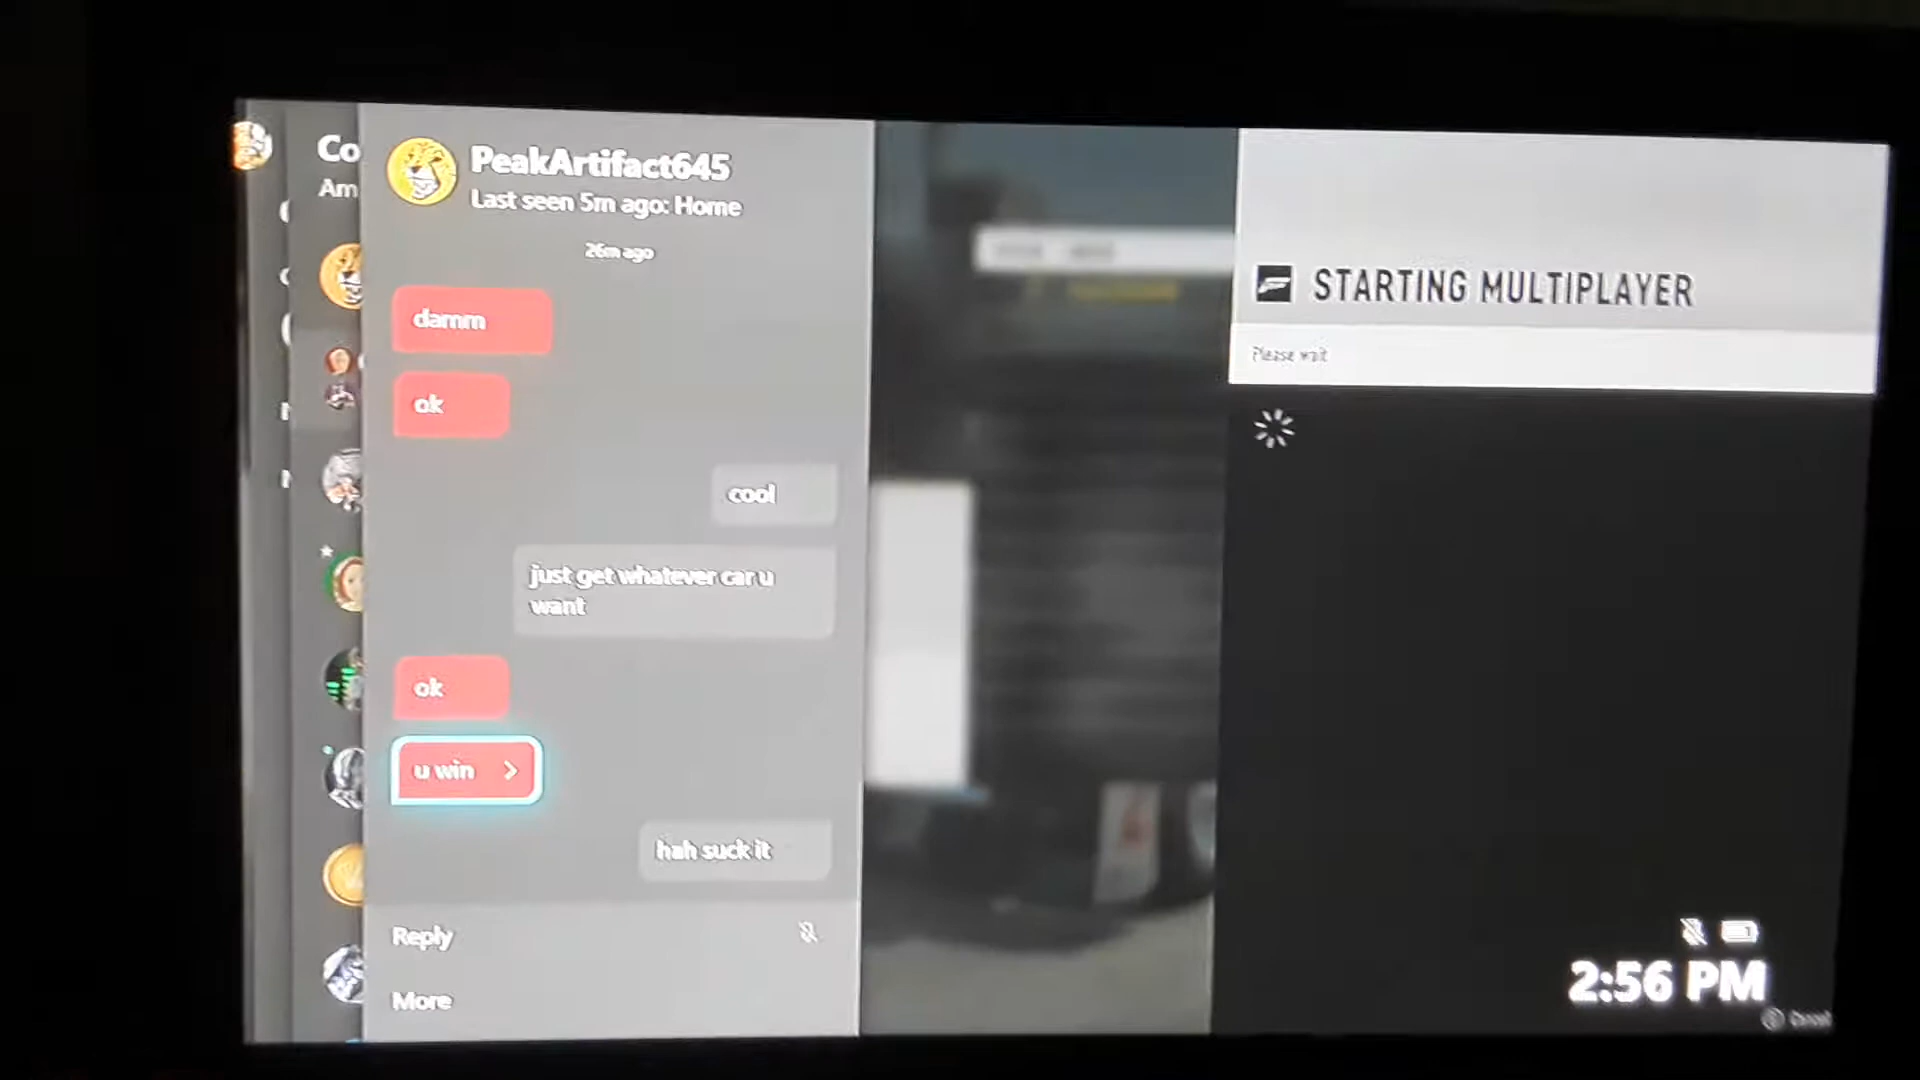 Co
Am
PeakArtifact645
Last seen 5m ago: Home
26m ago
damm
ok
cool
just get whatever car u
want
ok
u win
hah suck it
Reply
More
STARTING MULTIPLAYER
Please wait
2:56 PM